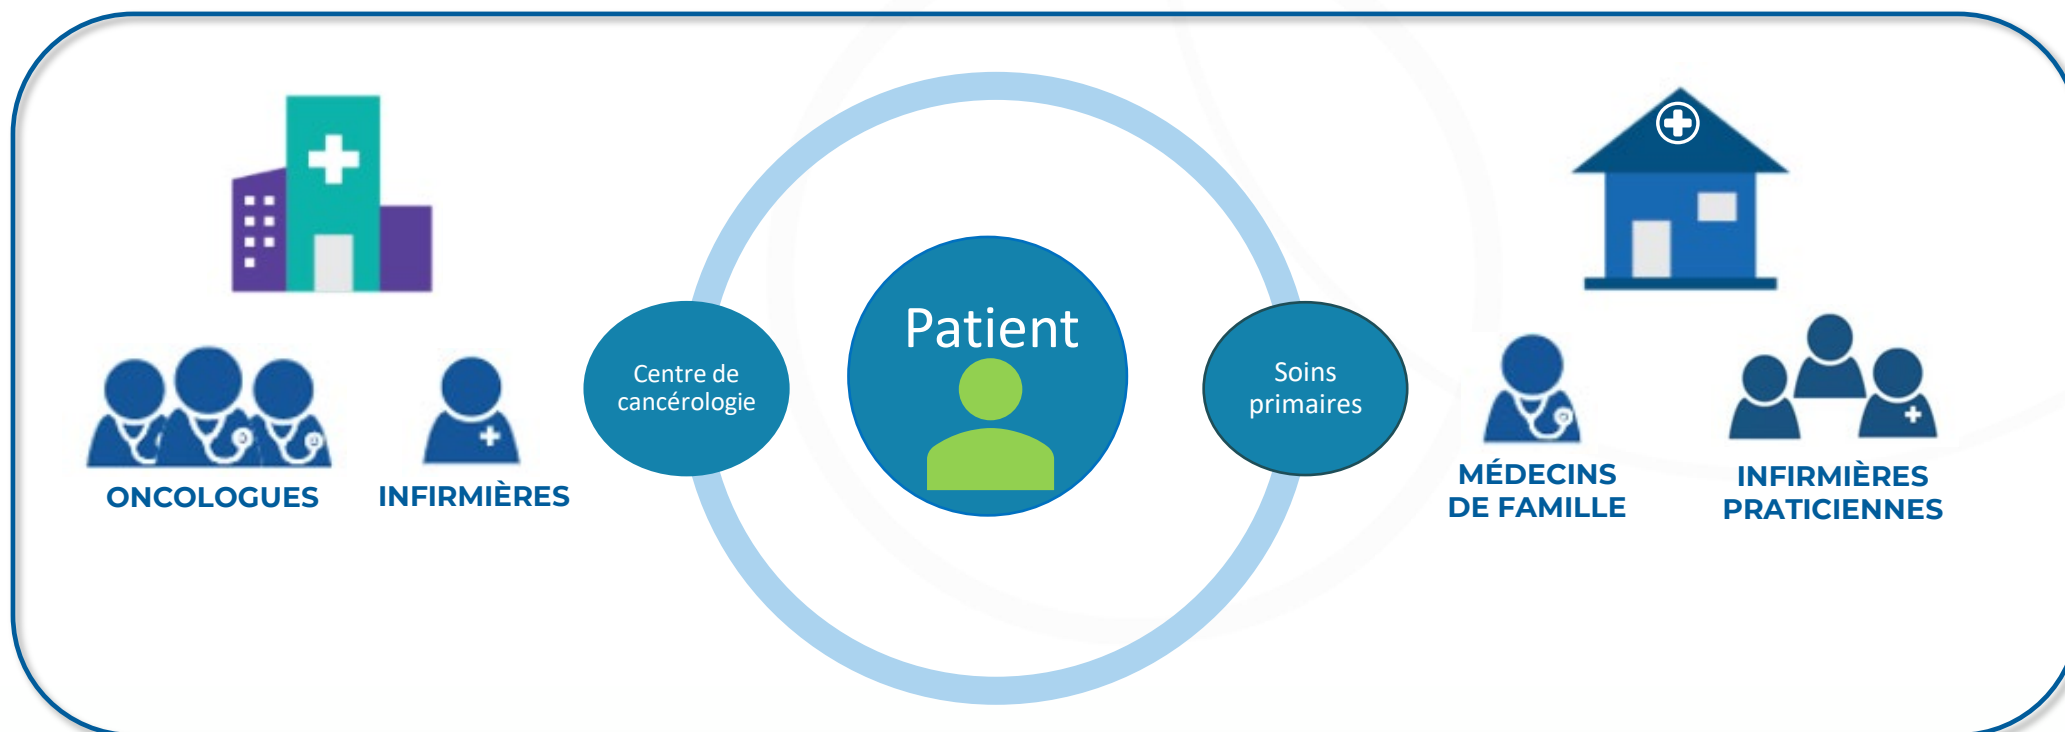 Patient
Centre de
cancérologie
Soins
primaires
ONCOLOGUES
INFIRMIÈRES
MÉDECINS
DE FAMILLE
INFIRMIÈRES
PRATICIENNES